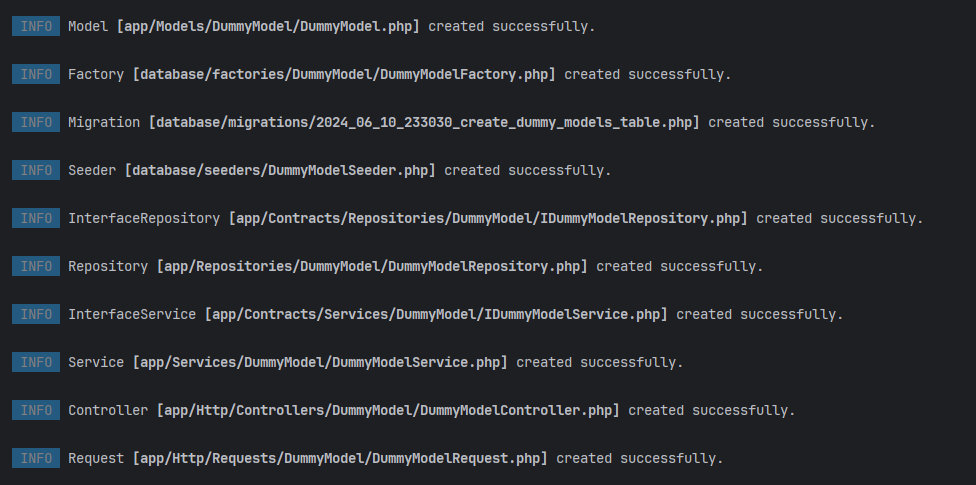 INFO Model [app/Models/DummyModel/DummyModel.php] created successfully.
INFO Factory [database/factories/DummyModel/DummyModelFactory.php] created successfully.
INFO Migration [database/migrations/2024_06_10_233030_create_dummy_models_table.php] created successfully.
INFO Seeder [database/seeders/DummyModelSeeder.php] created successfully.
INFO InterfaceRepository [app/Contracts/Repositories/DummyModel/IDummyModelRepository.php] created successfully.
INFO Repository [app/Repositories/DummyModel/DummyModelRepository.php] created successfully.
INFO InterfaceService [app/Contracts/Services/DummyModel/IDummyModelService.php] created successfully.
INFO Service [app/Services/DummyModel/DummyModelService.php] created successfully.
INFO Controller [app/Http/Controllers/DummyModel/DummyModelController.php] created successfully.
INFO Request [app/Http/Requests/DummyModel/DummyModelRequest.php] created successfully.